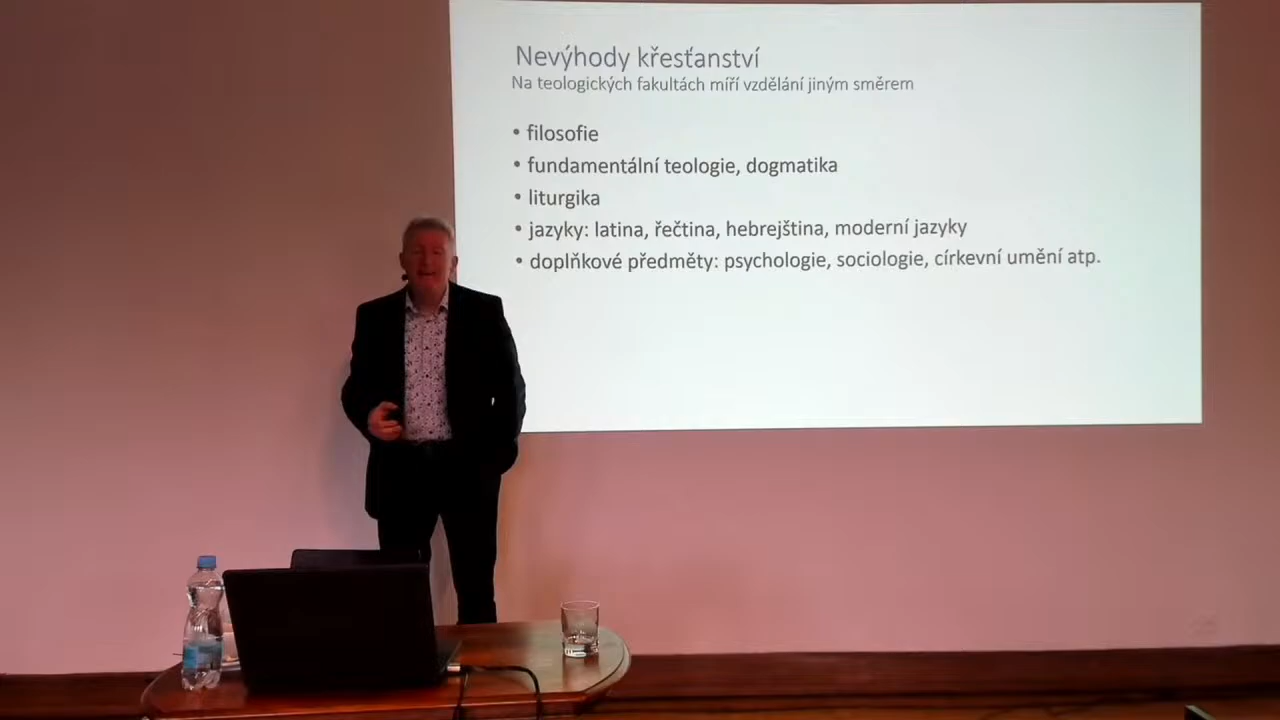 Nevýhody křesťanství
Na teologických fakultách míří vzdělání jiným směrem
• filosofie
• fundamentální teologie, dogmatika
• liturgika
• jazyky: latina, řečtina, hebrejština, moderní jazyky
• doplňkové předměty: psychologie, sociologie, církevní umění atp.